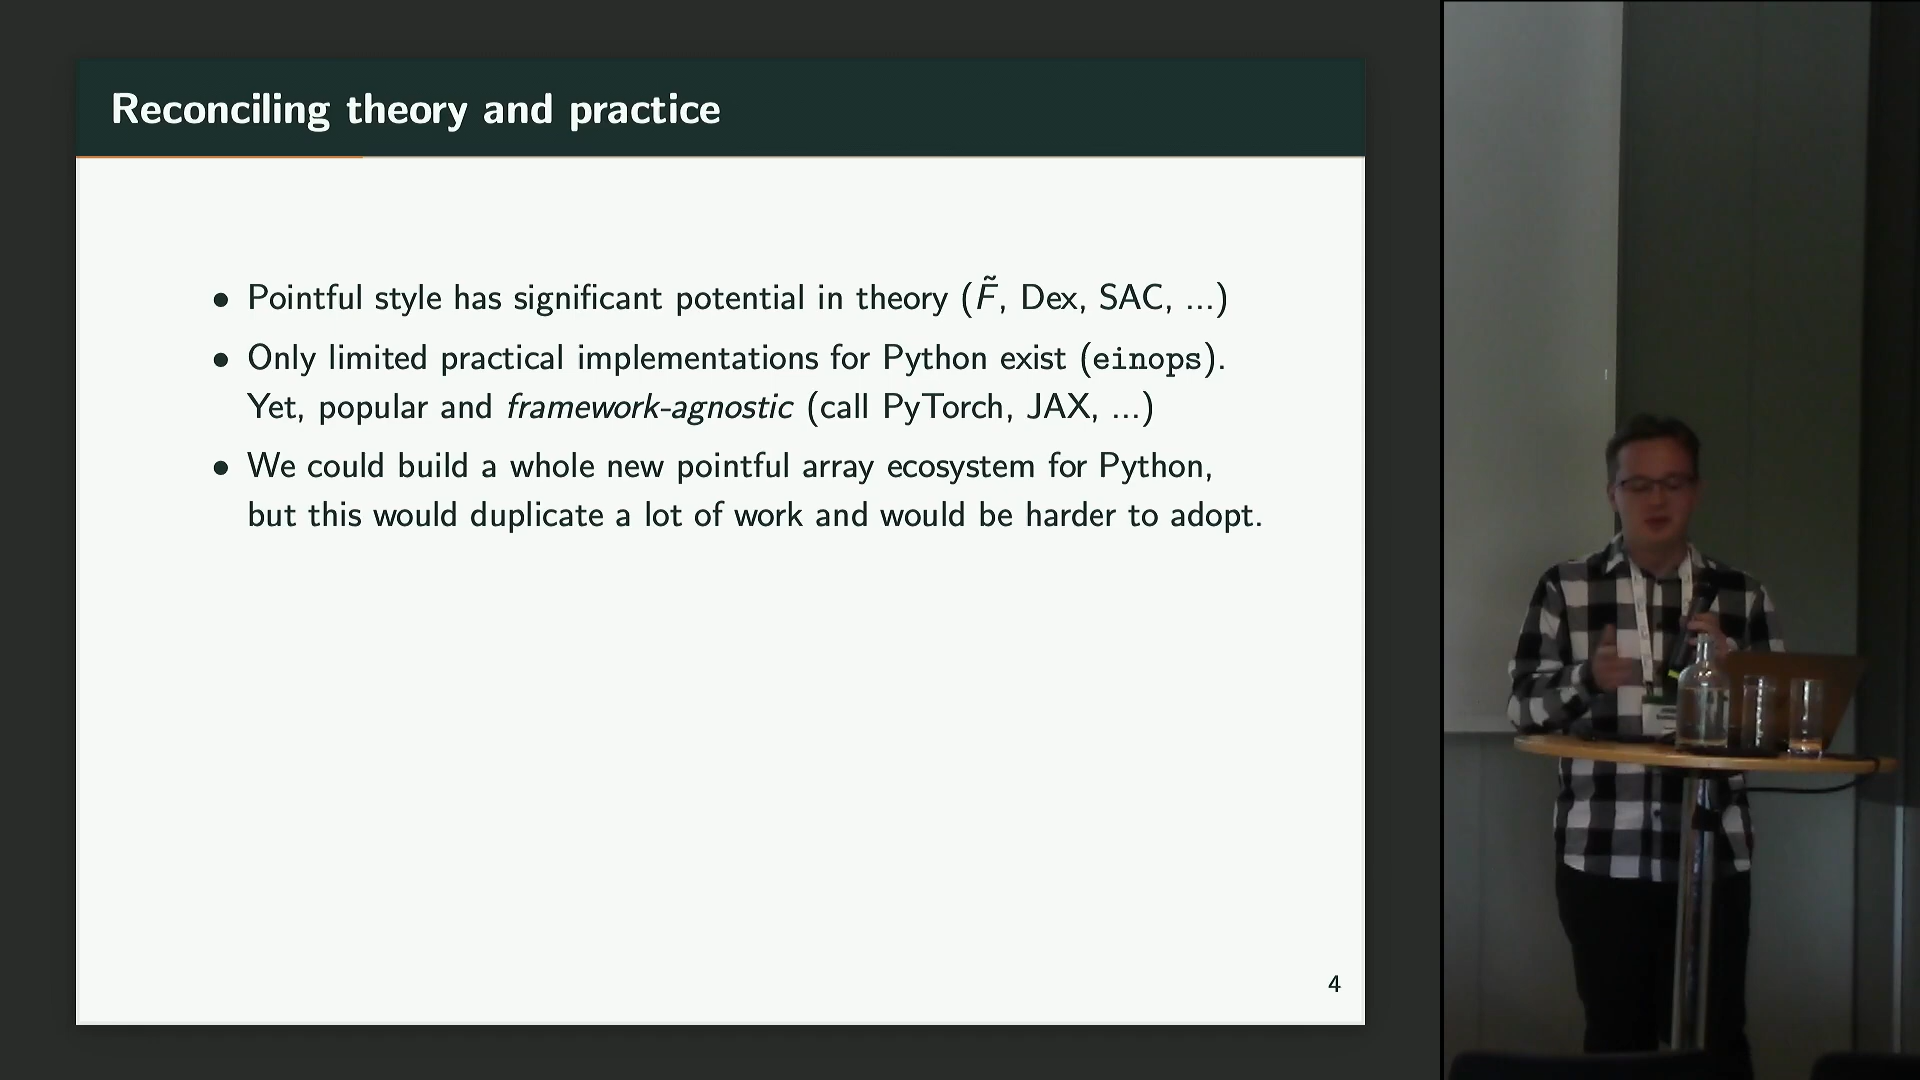 Reconciling theory and practice
• Pointful style has significant potential in theory (F̃, Dex, SAC, ...)
• Only limited practical implementations for Python exist (einops).
Yet, popular and framework-agnostic (call PyTorch, JAX, ...)
• We could build a whole new pointful array ecosystem for Python,
but this would duplicate a lot of work and would be harder to adopt.
4